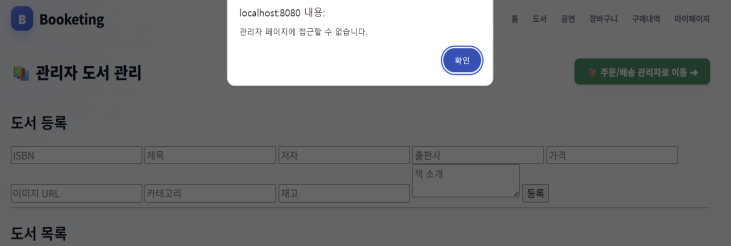 localhost:8080 내용:
관리자 페이지에 접근할 수 없습니다.
확인
B Booketing
홈 도서 공연 장바구니 구매내역 마이페이지
관리자 도서 관리
주문/배송 관리자로 이동 ➔
도서 등록
ISBN 제목 저자 출판사 가격
이미지 URL 카테고리 재고 책 소개 등록
도서 목록